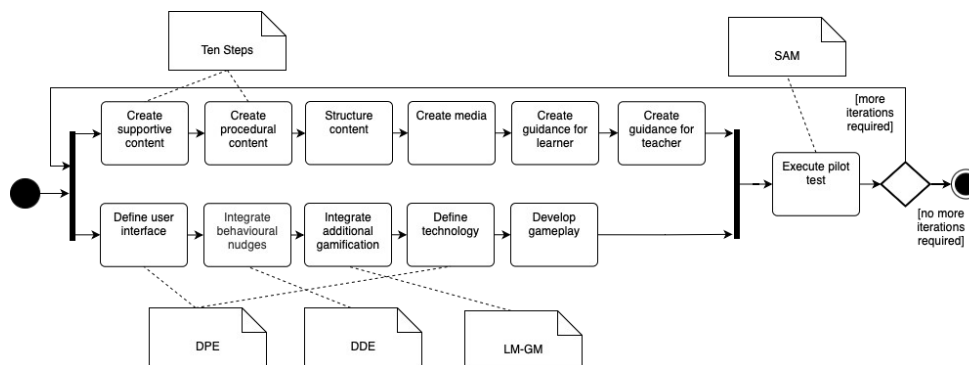 Ten Steps
SAM
[more
iterations
required]
Create
supportive
content
Create
procedural
content
Structure
content
Create media
Create
guidance for
learner
Create
guidance for
teacher
Execute pilot
test
[no more
iterations
required]
Define user
interface
Integrate
behavioural
nudges
Integrate
additional
gamification
Define
technology
Develop
gameplay
DPE
DDE
LM-GM